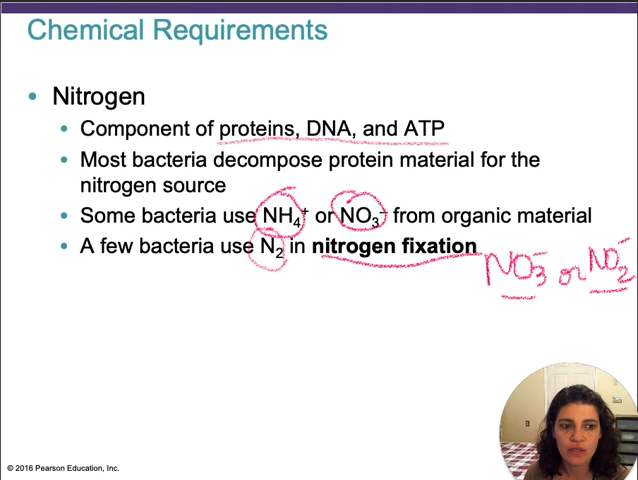 Chemical Requirements
• Nitrogen
• Component of proteins, DNA, and ATP
• Most bacteria decompose protein material for the
nitrogen source
• Some bacteria use NH₄⁺ or NO₃⁻ from organic material
• A few bacteria use N₂ in nitrogen fixation
NO₃⁻ or NO₂⁻
© 2016 Pearson Education, Inc.